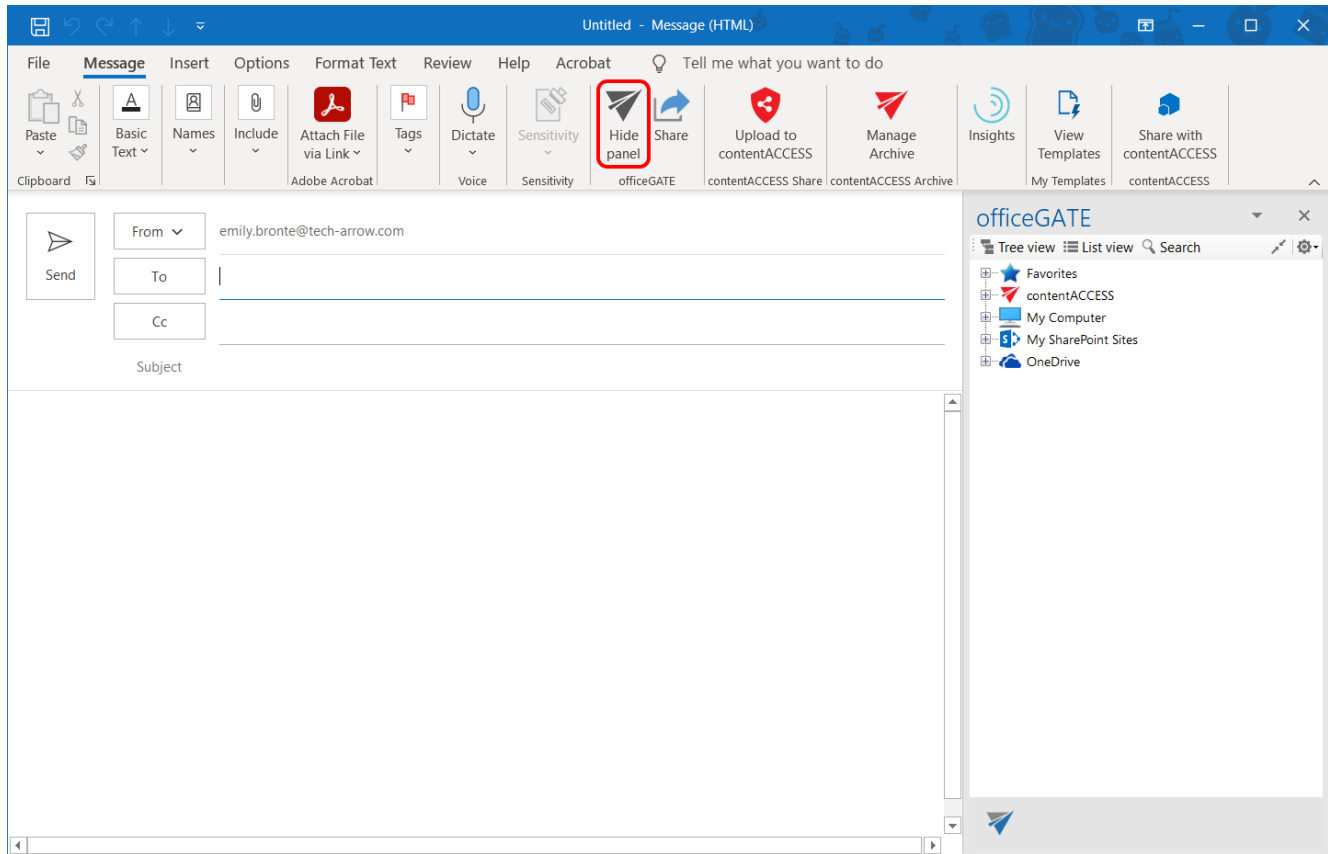 Untitled - Message (HTML)
File Message Insert Options Format Text Review Help Acrobat Tell me what you want to do
Paste
Basic Text
Names
Include
Attach File via Link
Tags
Dictate
Sensitivity
Hide panel
Share
Upload to contentACCESS
Manage Archive
Insights
View Templates
Share with contentACCESS
Clipboard Adobe Acrobat Voice Sensitivity officeGATE contentACCESS Share contentACCESS Archive My Templates contentACCESS
Send
From emily.bronte@tech-arrow.com
To
Cc
Subject
officeGATE
Tree view List view Search
Favorites
contentACCESS
My Computer
My SharePoint Sites
OneDrive